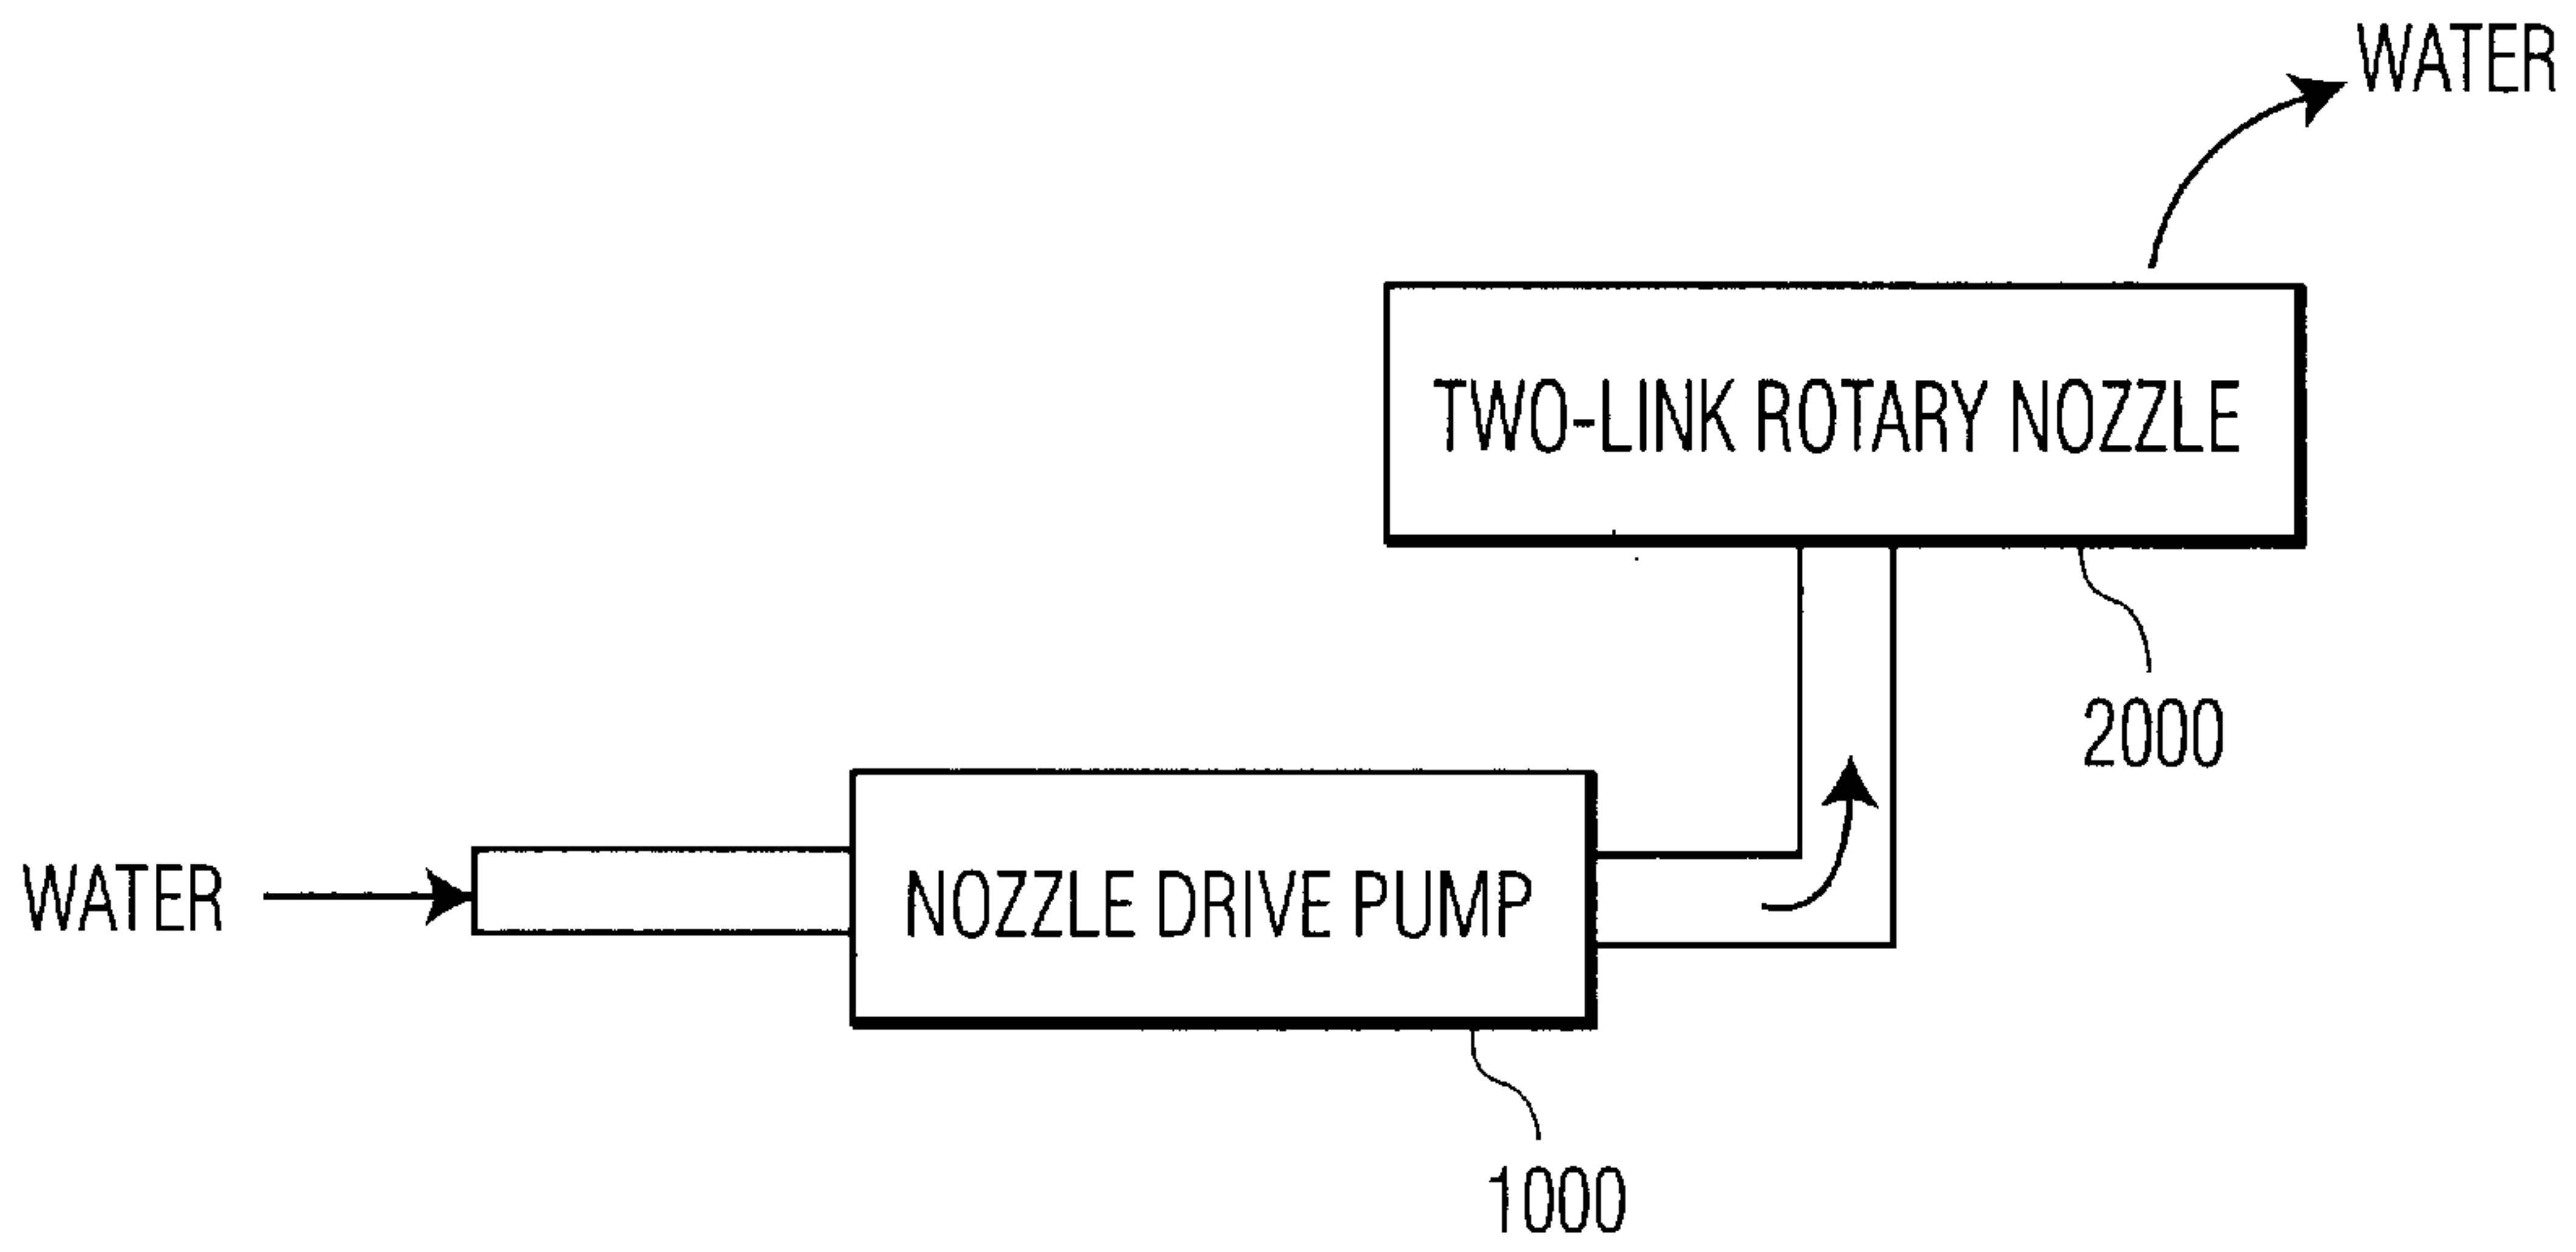 WATER
TWO-LINK ROTARY NOZZLE
2000
WATER
NOZZLE DRIVE PUMP
1000